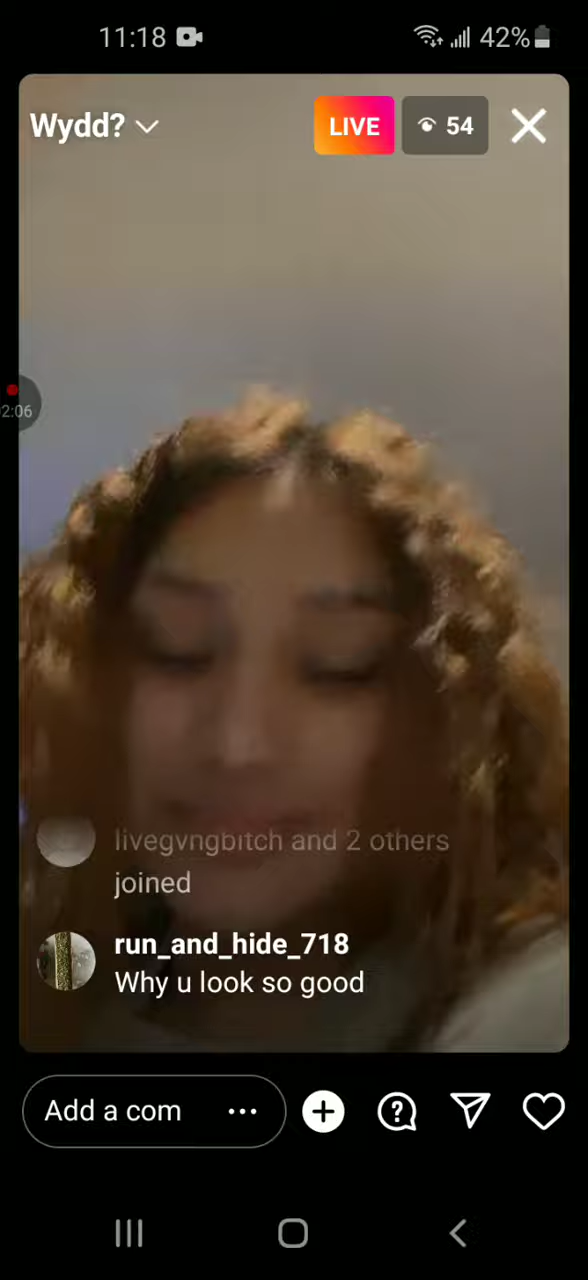 11:18
42%
Wydd?
LIVE
54
2:06
livegvngbitch and 2 others
joined
run_and_hide_718
Why u look so good
Add a com